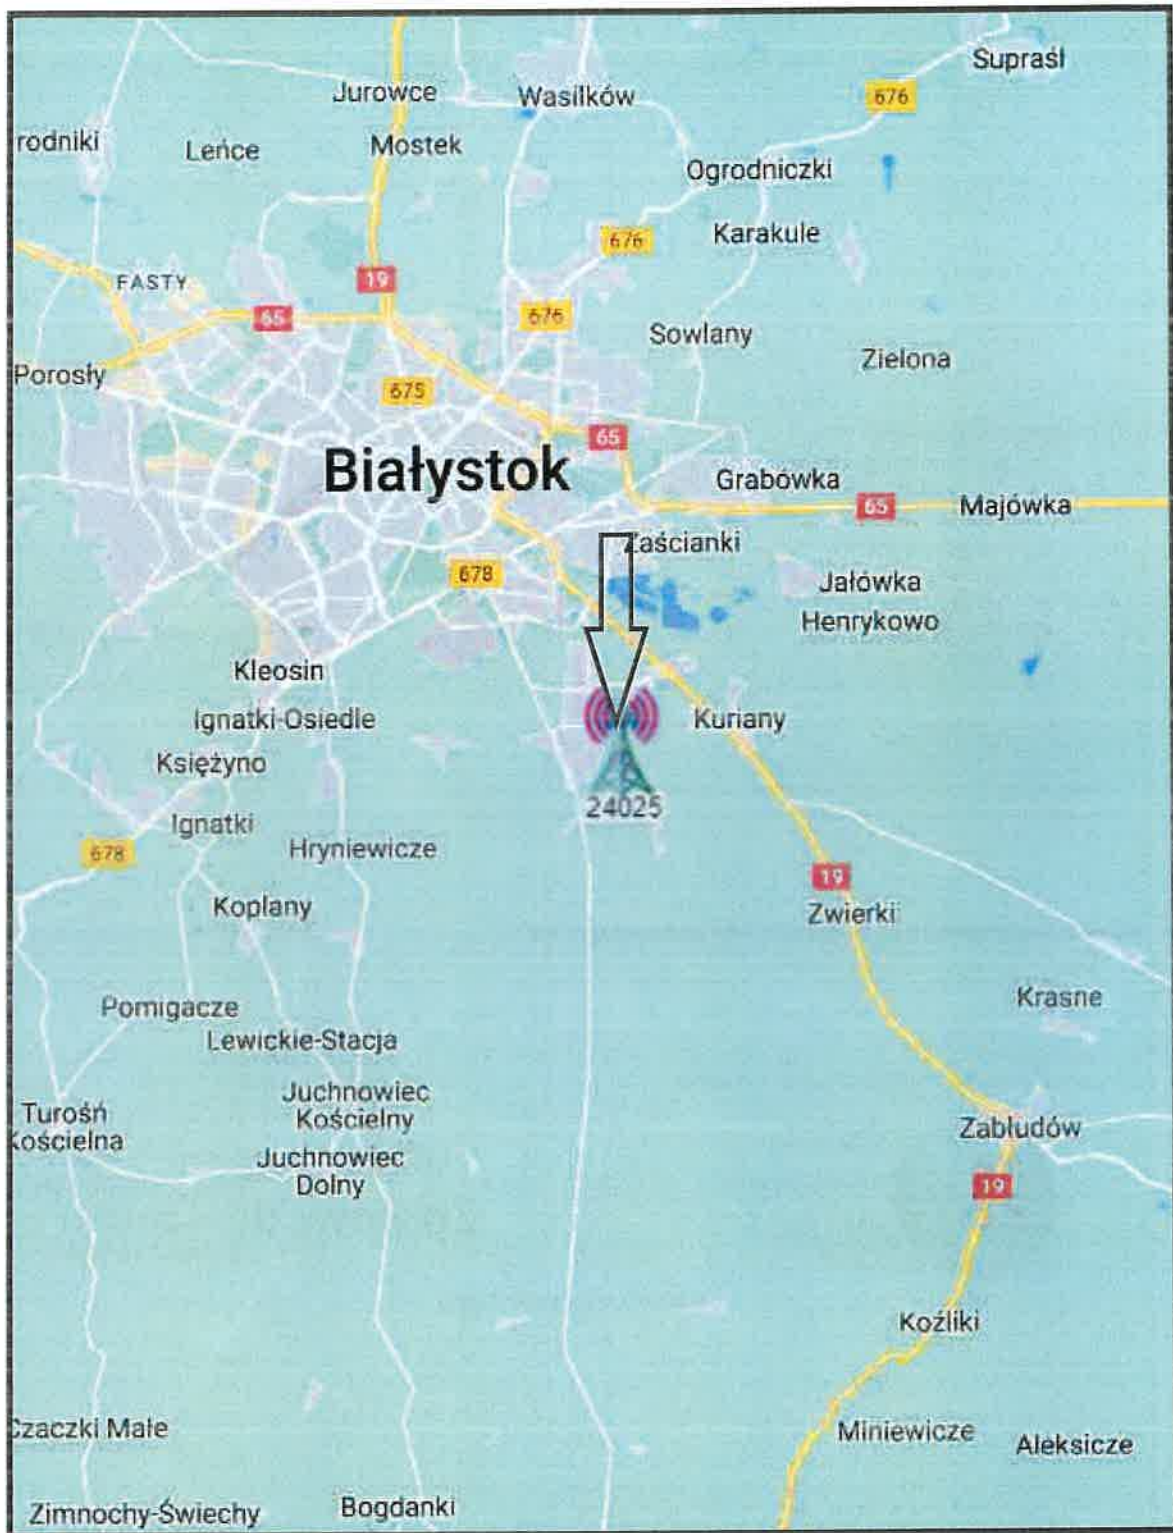 Supraśl
Jurowce
Wasilków
676
rodniki
Leńce
Mostek
Ogrodniczki
676
Karakule
FASTY
19
65
676
Sowlany
Zielona
Porosły
675
65
Białystok
Grabówka
65
Majówka
Zaścianki
678
Jałówka
Henrykowo
Kleosin
Ignatki-Osiedle
Kuriany
Księżyno
24025
Ignatki
678
Hryniewicze
19
Koplany
Zwierki
Krasne
Pomigacze
Lewickie-Stacja
Juchnowiec
Kościelny
Turośń
Kościelna
Zabłudów
Juchnowiec
Dolny
19
Koźliki
Czaczki Małe
Miniewicze
Aleksicze
Zimnochy-Świechy
Bogdanki